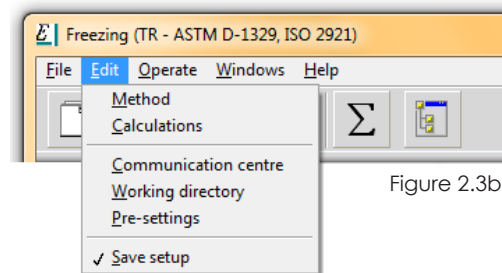 E Freezing (TR - ASTM D-1329, ISO 2921)
File Edit Operate Windows Help
Σ
Method
Calculations
Communication centre
Working directory
Pre-settings
✓ Save setup
Figure 2.3b